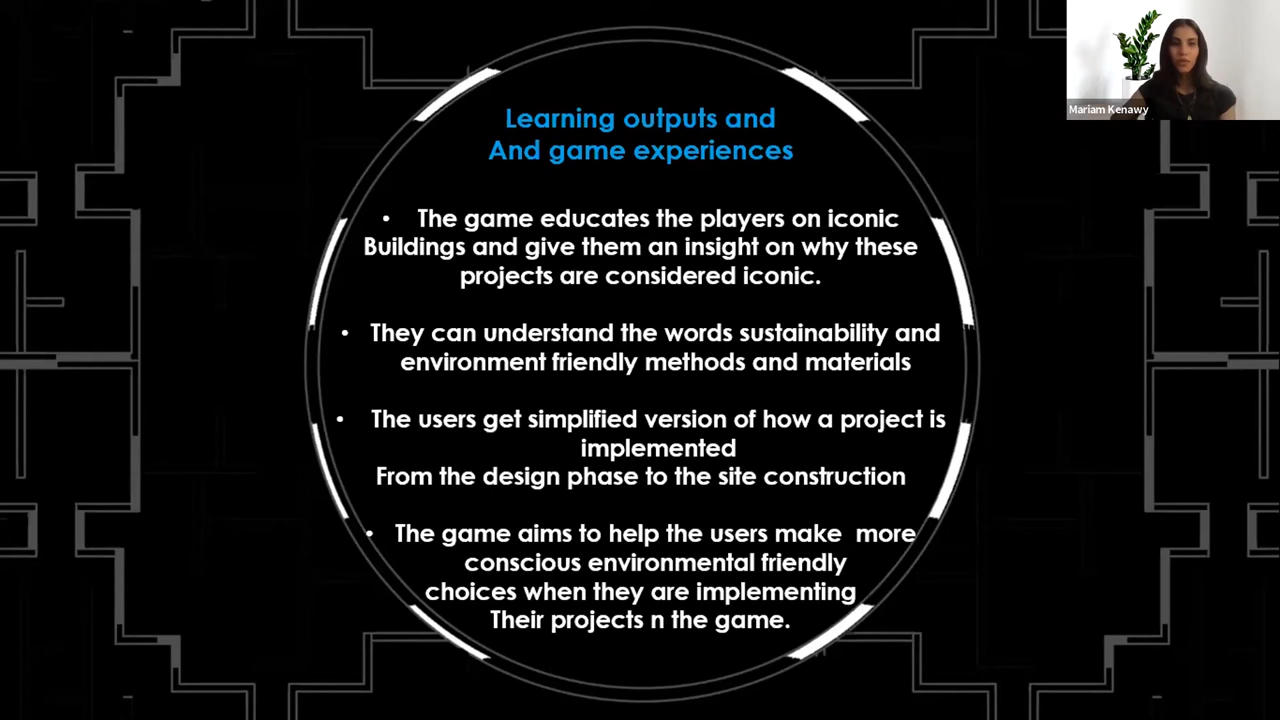 Learning outputs and
And game experiences
• The game educates the players on iconic
Buildings and give them an insight on why these
projects are considered iconic.
• They can understand the words sustainability and
environment friendly methods and materials
• The users get simplified version of how a project is
implemented
From the design phase to the site construction
• The game aims to help the users make more
conscious environmental friendly
choices when they are implementing
Their projects n the game.
Mariam Kenawy